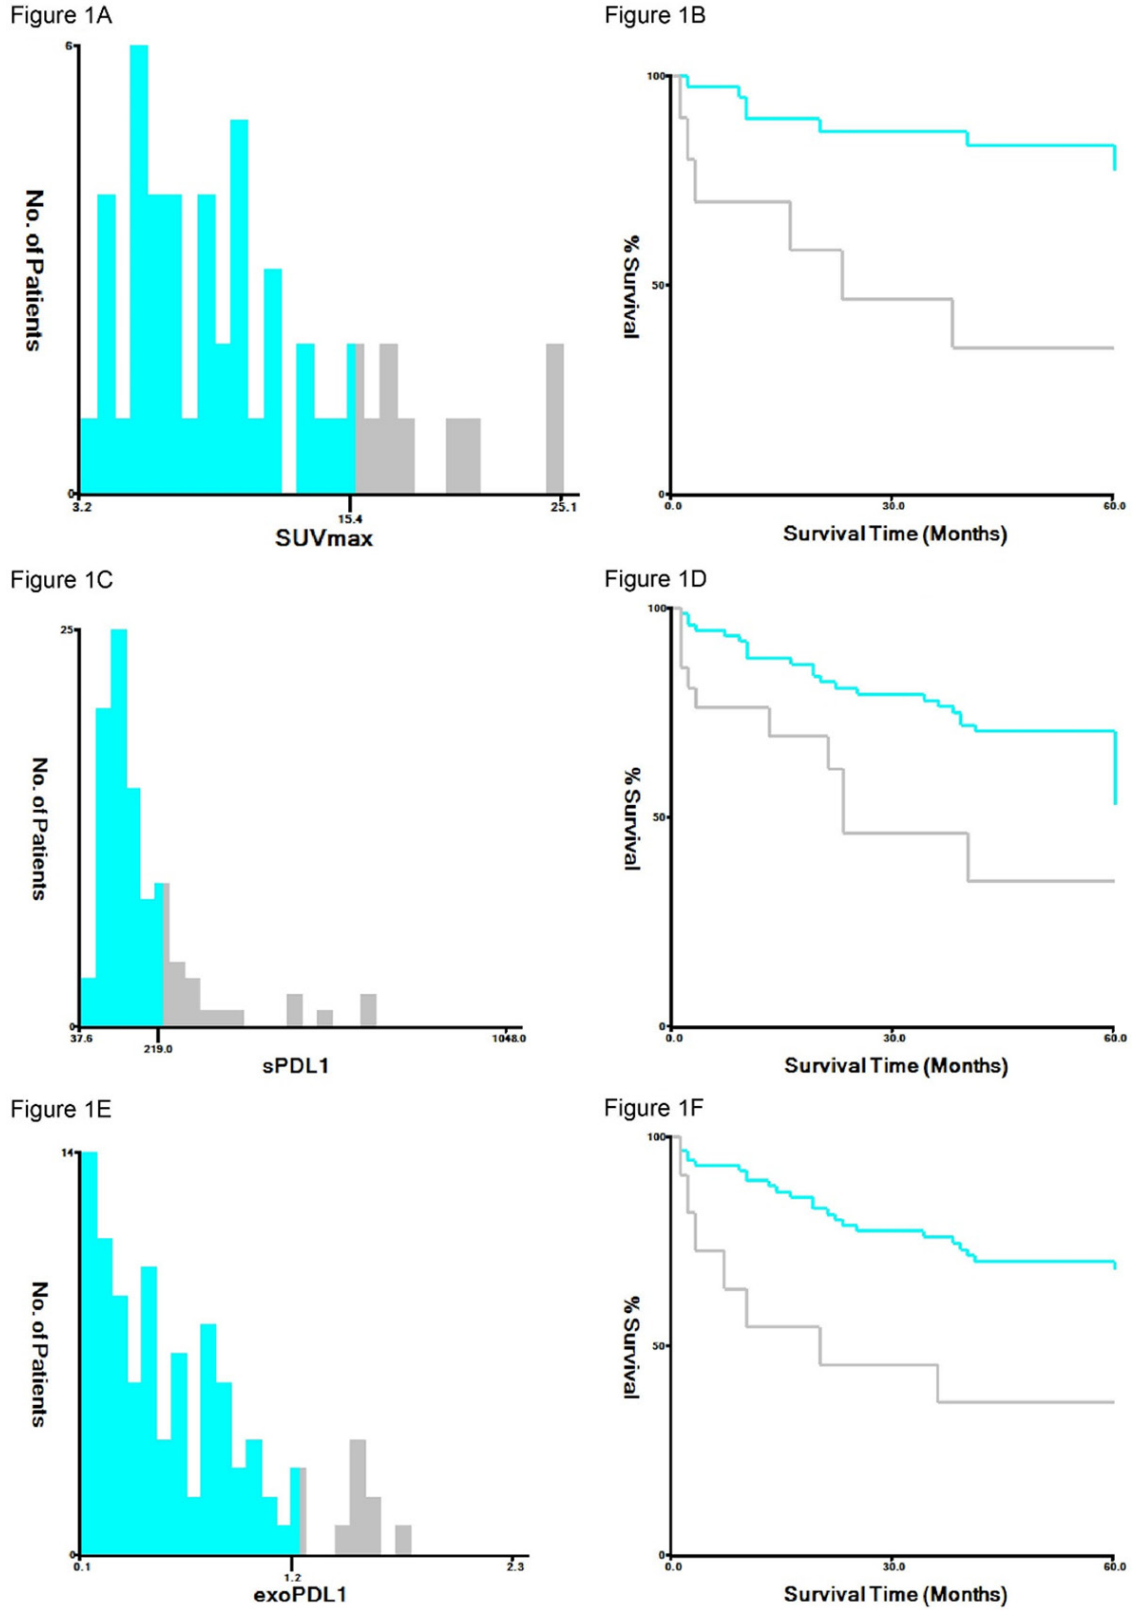 Figure 1A
6
No. of Patients
0
3.2
15.4
25.1
SUVmax
Figure 1B
100
50
0
% Survival
0.0
30.0
60.0
Survival Time (Months)
Figure 1C
25
No. of Patients
0
37.6
219.0
1048.0
sPDL1
Figure 1D
100
50
0
% Survival
0.0
30.0
60.0
Survival Time (Months)
Figure 1E
14
No. of Patients
0
0.1
1.2
2.3
exoPDL1
Figure 1F
100
50
0
% Survival
0.0
30.0
60.0
Survival Time (Months)